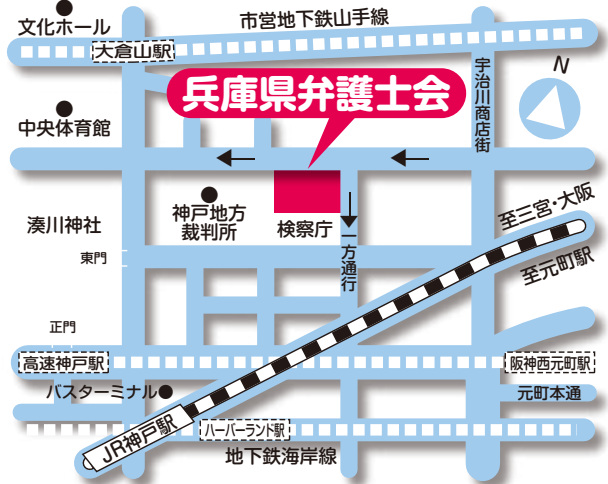 文化ホール
市営地下鉄山手線
大倉山駅
兵庫県弁護士会
N
宇治川商店街
中央体育館
神戸地方
裁判所
検察庁
一方通行
湊川神社
東門
至三宮・大阪
至元町駅
正門
高速神戸駅
阪神西元町駅
バスターミナル
元町本通
JR神戸駅
ハーバーランド駅
地下鉄海岸線